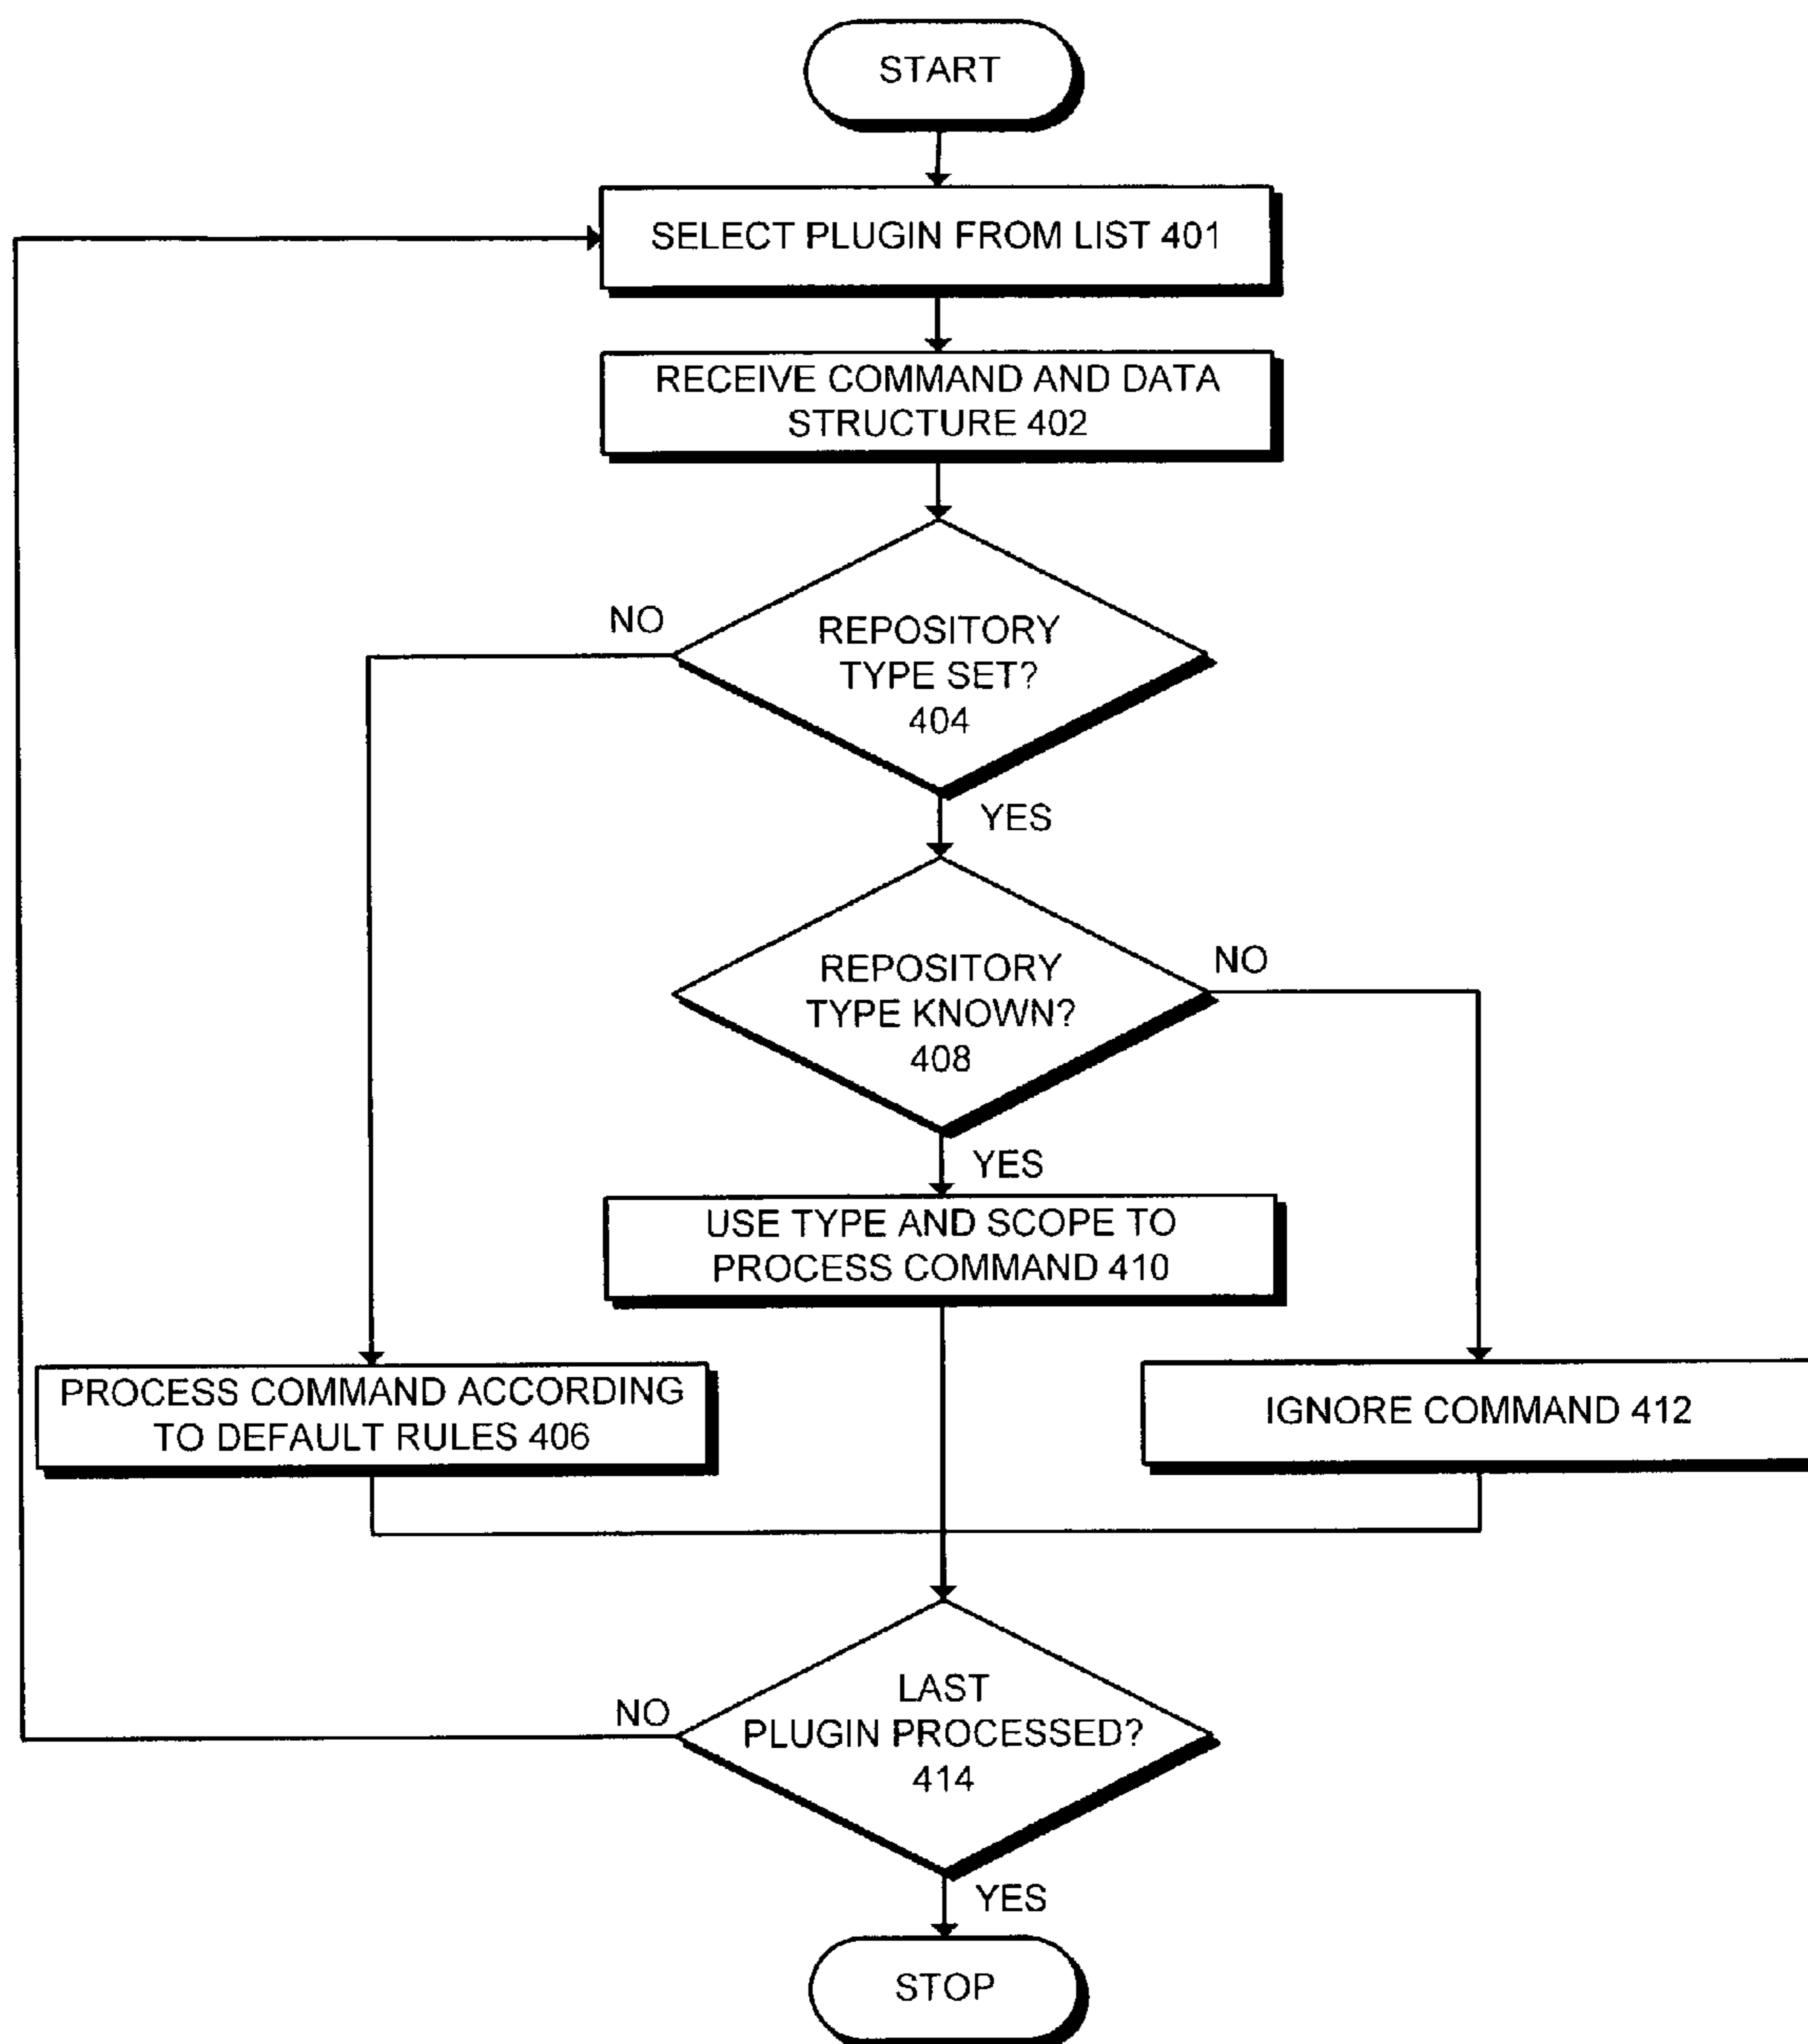 START
SELECT PLUGIN FROM LIST 401
RECEIVE COMMAND AND DATA
STRUCTURE 402
NO
REPOSITORY
TYPE SET?
404
YES
REPOSITORY
TYPE KNOWN?
408
NO
YES
USE TYPE AND SCOPE TO
PROCESS COMMAND 410
PROCESS COMMAND ACCORDING
TO DEFAULT RULES 406
IGNORE COMMAND 412
NO
LAST
PLUGIN PROCESSED?
414
YES
STOP